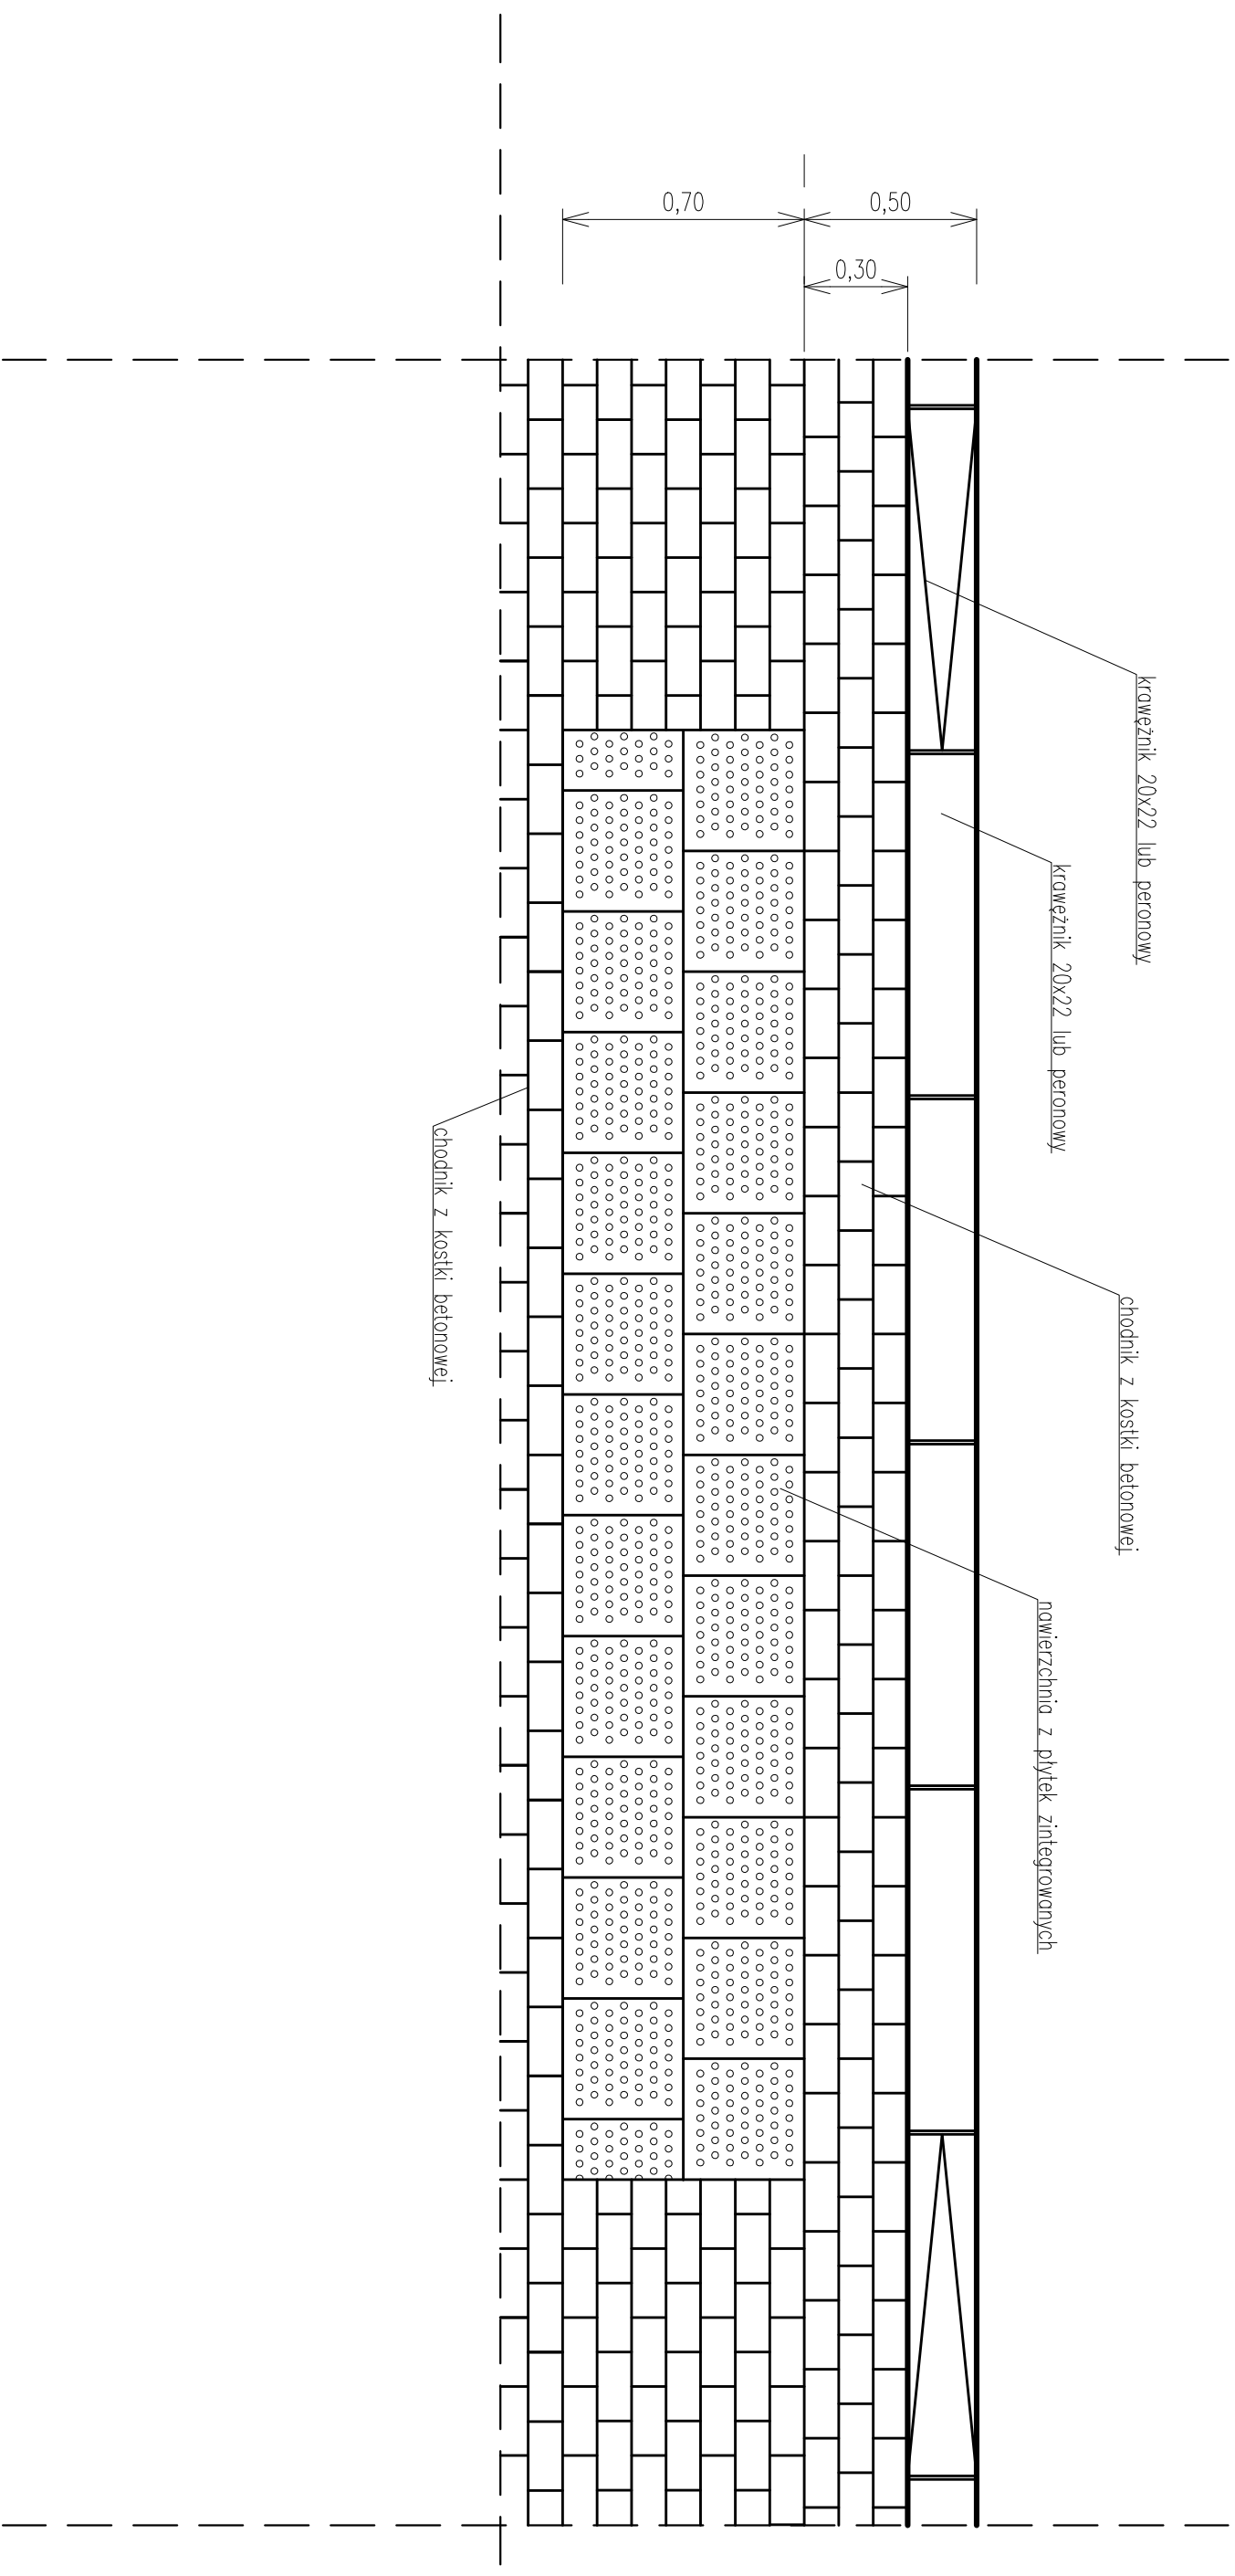 0,70
0,50
0,30
krawężnik 20x22 lub peronowy
krawężnik 20x22 lub peronowy
chodnik z kostki betonowej
chodnik z kostki betonowej
nawierzchnia z płytek zintegrowanych